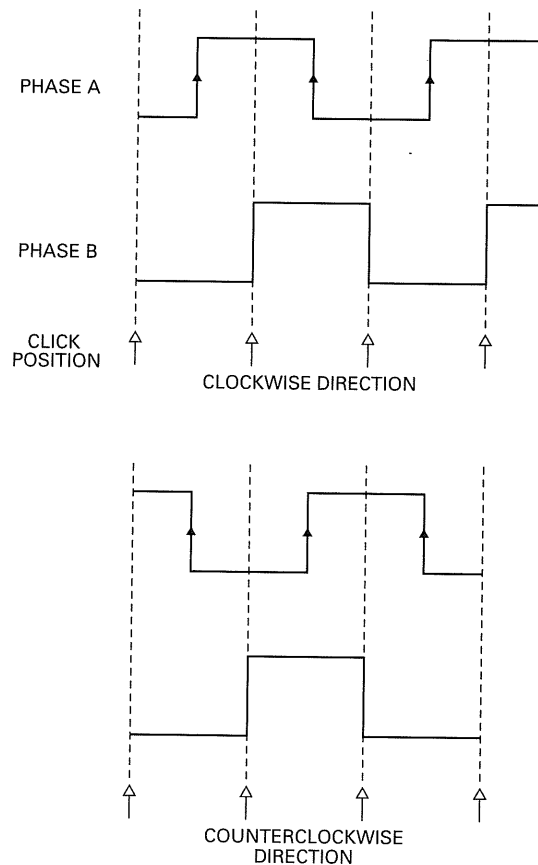 PHASE A
PHASE B
CLICK
POSITION
CLOCKWISE DIRECTION
COUNTERCLOCKWISE
DIRECTION